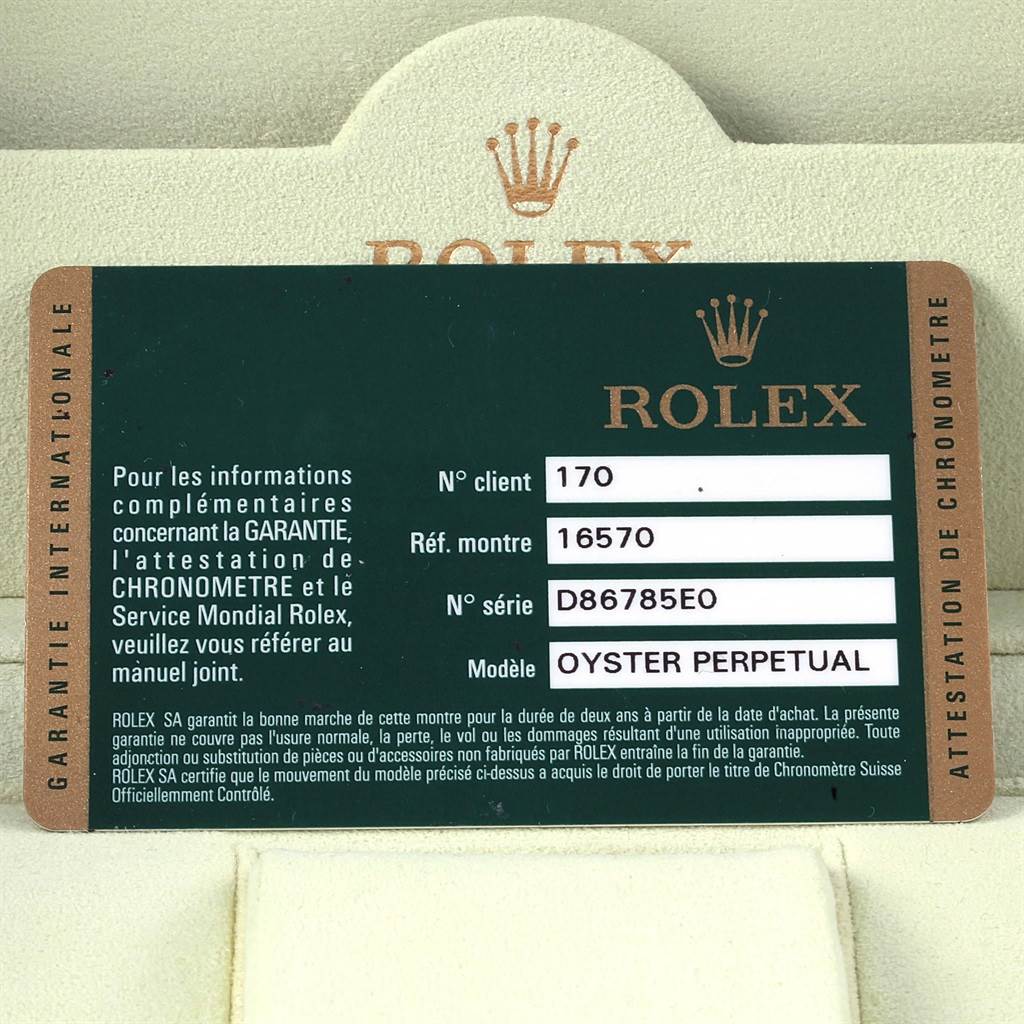 ROLEX
GARANTIE INTERNATIONALE
ROLEX
Pour les informations
complémentaires
concernant la GARANTIE,
l'attestation de
CHRONOMETRE et le
Service Mondial Rolex,
veuillez vous référer au
manuel joint.
N° client 170
Réf. montre 16570
N° série D86785E0
Modèle OYSTER PERPETUAL
ROLEX SA garantit la bonne marche de cette montre pour la durée de deux ans à partir de la date d'achat. La présente
garantie ne couvre pas l'usure normale, la perte, le vol ou les dommages résultant d'une utilisation inappropriée. Toute
adjonction ou substitution de pièces ou d'accessoires non fabriqués par ROLEX entraîne la fin de la garantie.
ROLEX SA certifie que le mouvement du modèle précisé ci-dessus a acquis le droit de porter le titre de Chronomètre Suisse
Officiellemment Contrôlé.
ATTESTATION DE CHRONOMETRE